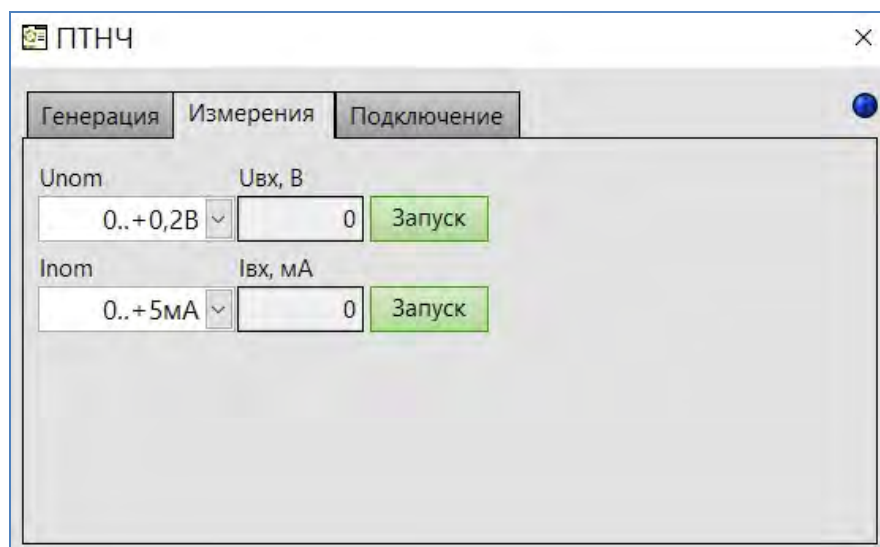 ПТНЧ
Генерация Измерения Подключение
Unom Uвх, В
0..+0,2В 0 Запуск
Inom Iвх, мА
0..+5мА 0 Запуск